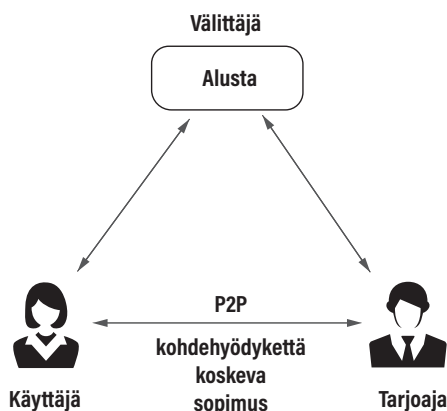 Välittäjä
Alusta
P2P
kohdehyödykettä
koskeva
sopimus
Käyttäjä
Tarjoaja